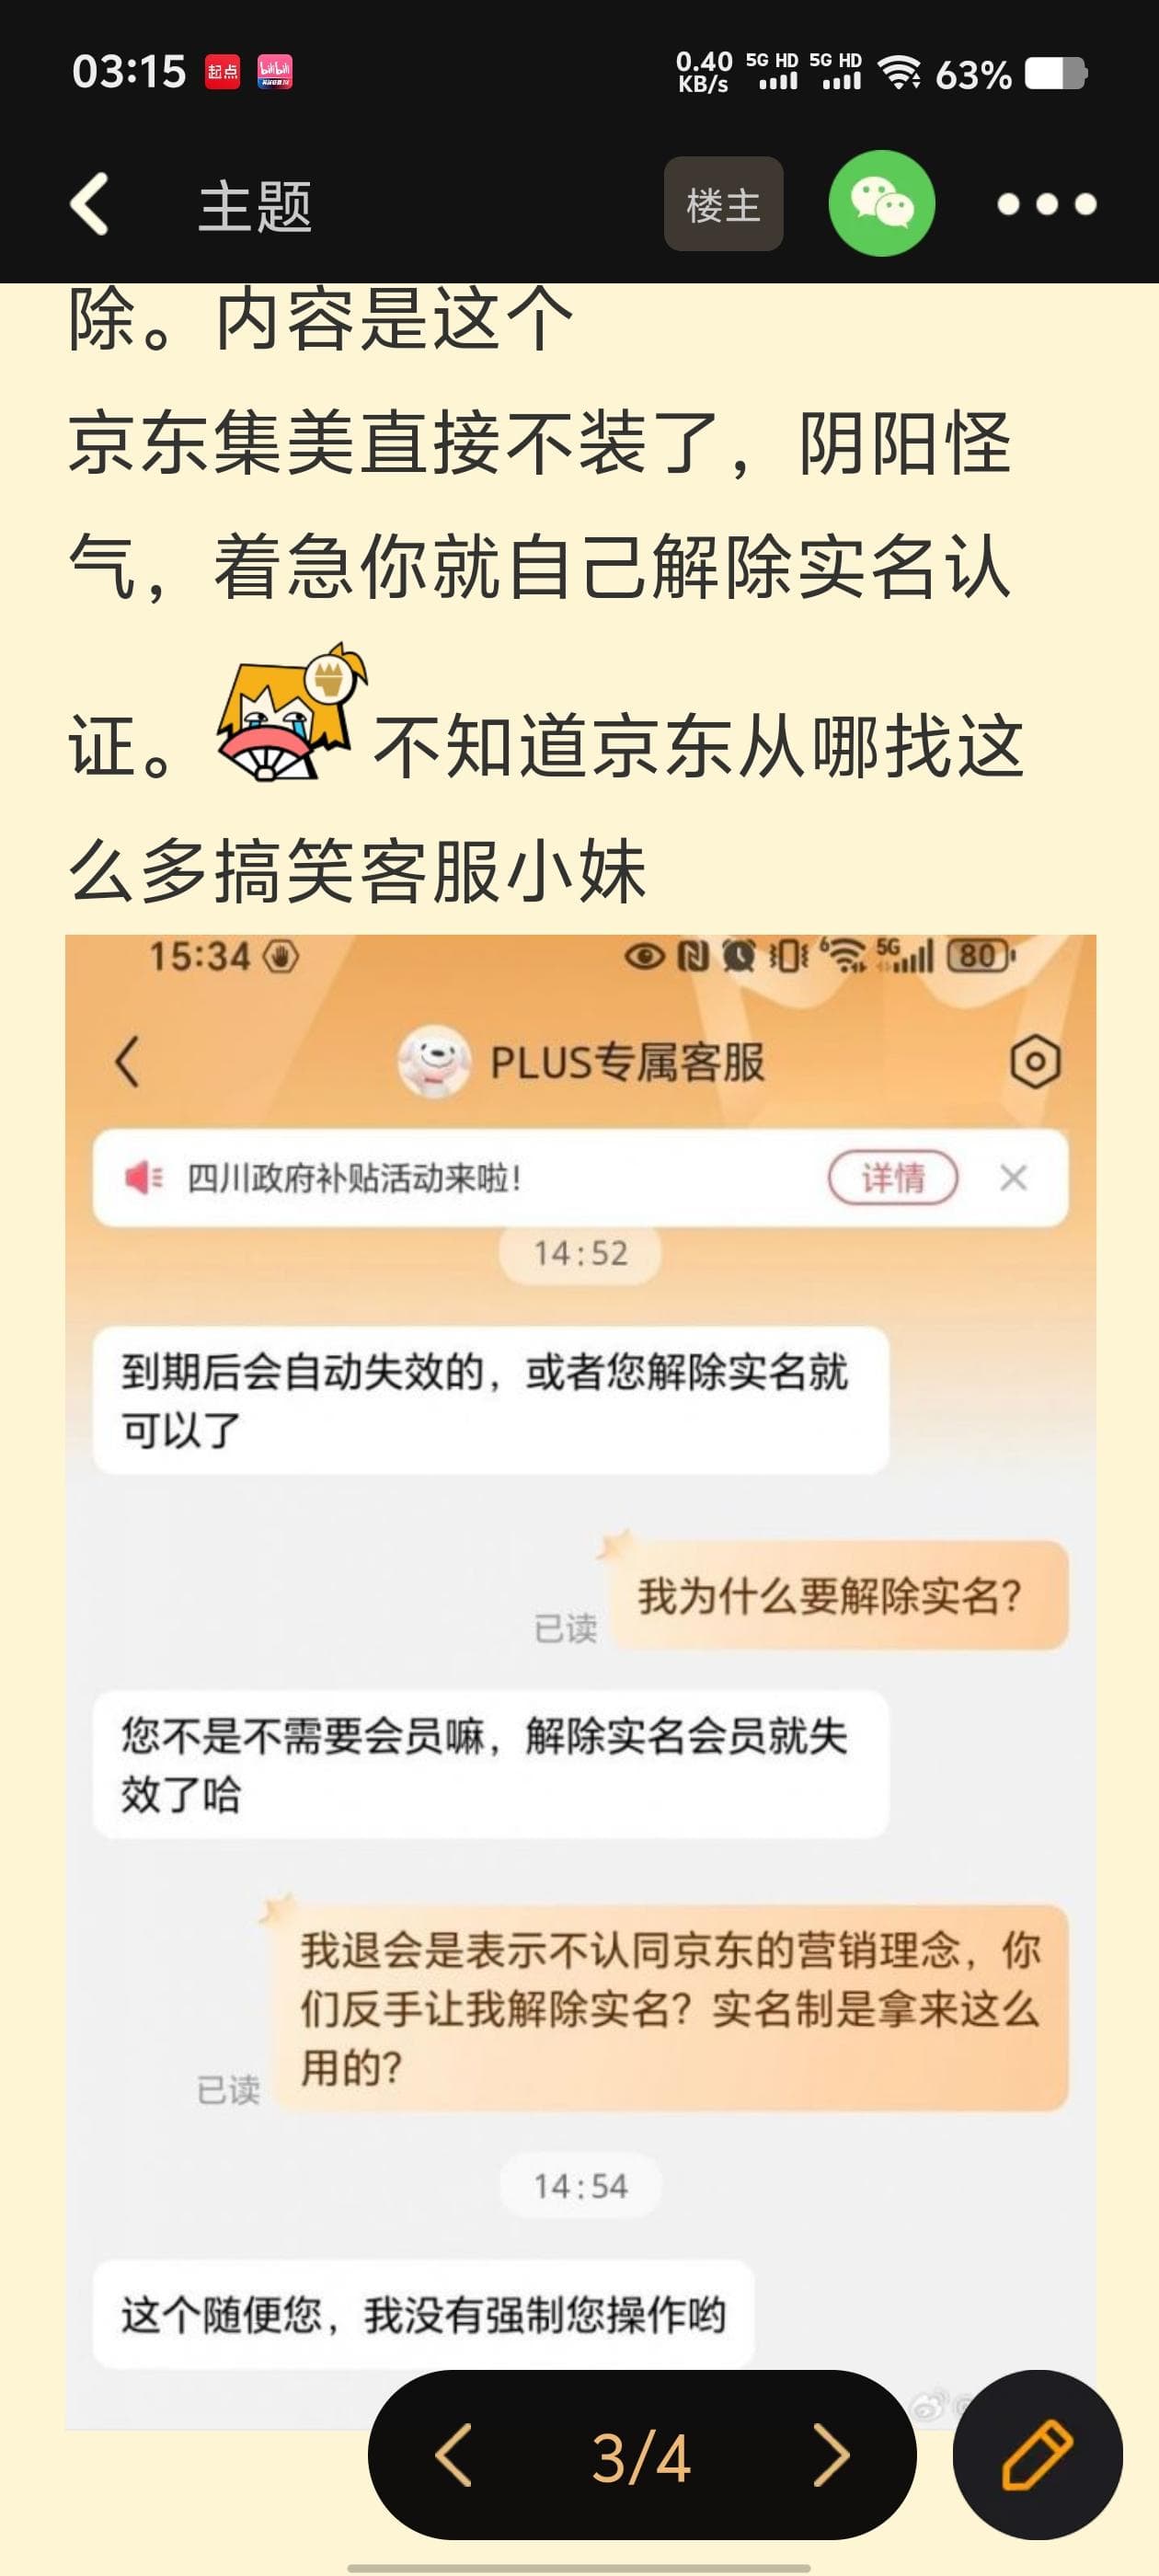 03:15 起点 bilibili 0.40 KB/s 5G HD 5G HD 63%
主题 楼主
除。内容是这个
京东集美直接不装了，阴阳怪
气，着急你就自己解除实名认
证。不知道京东从哪找这
么多搞笑客服小妹
15:34 6 5G 80
PLUS专属客服
四川政府补贴活动来啦！ 详情
14:52
到期后会自动失效的，或者您解除实名就
可以了
我为什么要解除实名？
已读
您不是不需要会员嘛，解除实名会员就失
效了哈
我退会是表示不认同京东的营销理念，你
们反手让我解除实名？实名制是拿来这么
用的？
已读
14:54
这个随便您，我没有强制您操作哟
3/4